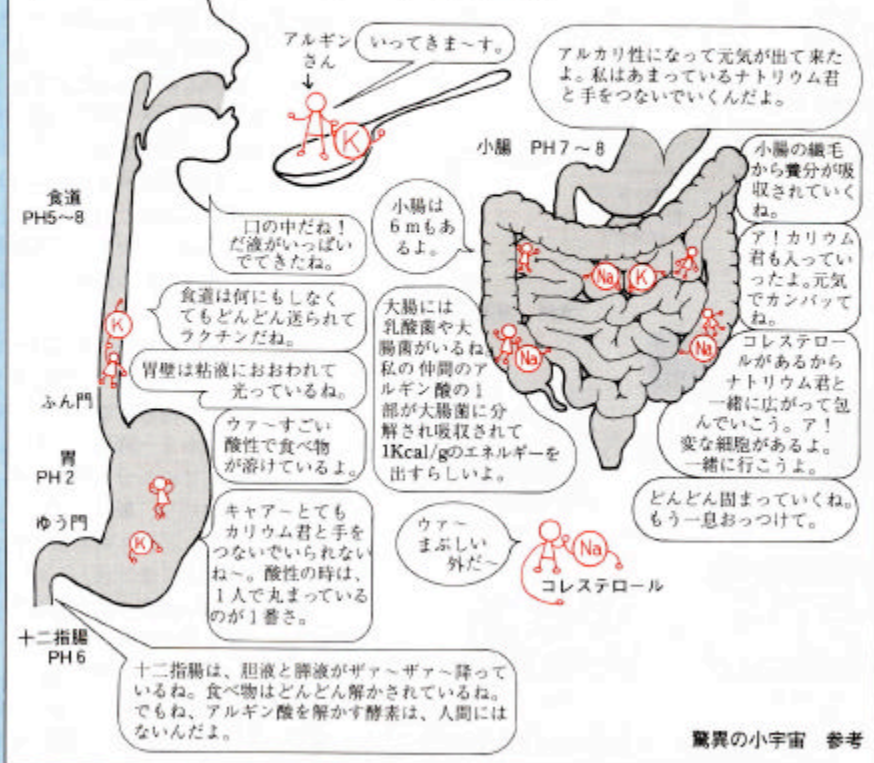 アルギン
さん
↓
いってきま〜す。
K
口の中だね！
だ液がいっぱい
でてきたね。
食道
PH5〜8
K
食道は何にもしなく
てもどんどん送られて
ラクチンだね。
ふん門
胃壁は粘液におおわれて
光っているね。
胃
PH2
ウァ〜すごい
酸性で食べ物
が溶けているよ。
K
キャア〜とても
カリウム君と手を
つないでいられない
ね〜。酸性の時は、
1人で丸まっている
のが1番さ。
ゆう門
十二指腸
PH6
十二指腸は、胆液と膵液がザァ〜ザァ〜降って
いるね。食べ物はどんどん解かされているね。
でもね、アルギン酸を解かす酵素は、人間には
ないんだよ。
アルカリ性になって元気が出て来た
よ。私はあまっているナトリウム君
と手をつないでいくんだよ。
小腸 PH7〜8
小腸は
6mもあ
るよ。
小腸の繊毛
から養分が吸
収されていく
ね。
ア！カリウム
君も入ってい
ったよ。元気
でガンバッて
ね。
Na
K
Na
Na
大腸には
乳酸菌や大
腸菌がいるね。
私の仲間のア
ルギン酸の1
部が大腸菌に分
解され吸収されて
1Kcal/gのエネルギーを
出すらしいよ。
コレステロー
ルがあるから
ナトリウム君と
一緒に広がって包
んでいこう。ア！
変な細胞があるよ。
一緒に行こうよ。
どんどん固まっていくね。
もう一息おっつけて。
ウァ〜
まぶしい
外だ〜
Na
コレステロール
驚異の小宇宙 参考